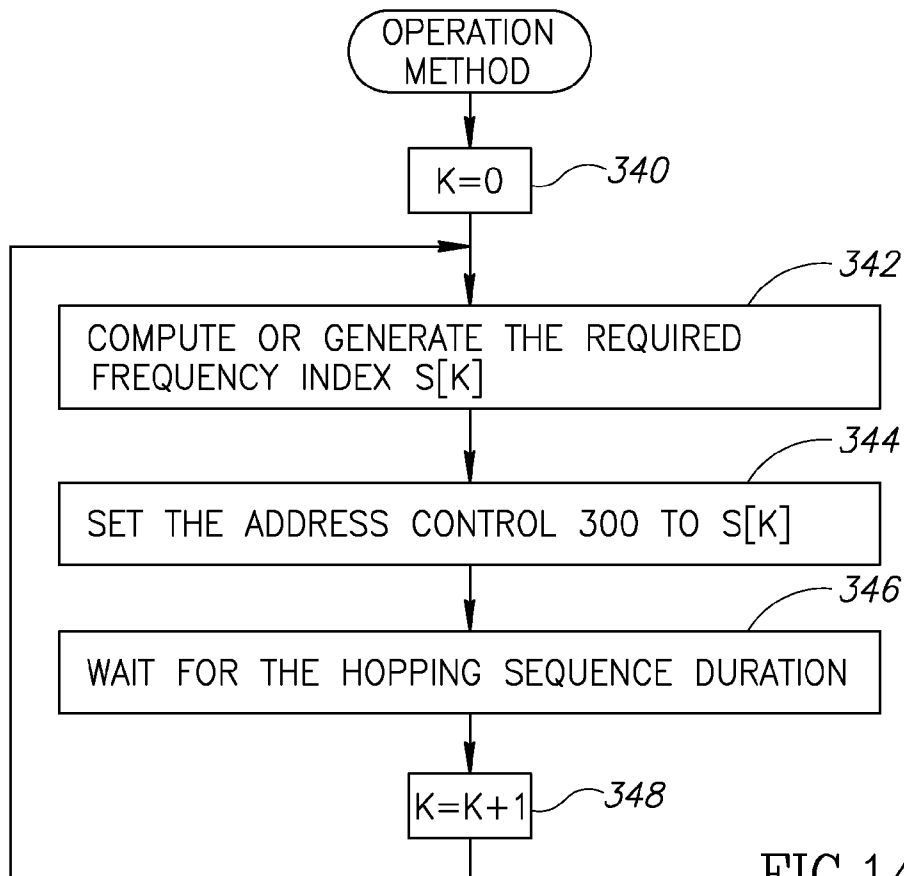 OPERATION
METHOD
K=0
340
342
COMPUTE OR GENERATE THE REQUIRED
FREQUENCY INDEX S[K]
344
SET THE ADDRESS CONTROL 300 TO S[K]
346
WAIT FOR THE HOPPING SEQUENCE DURATION
K=K+1
348
FIG.